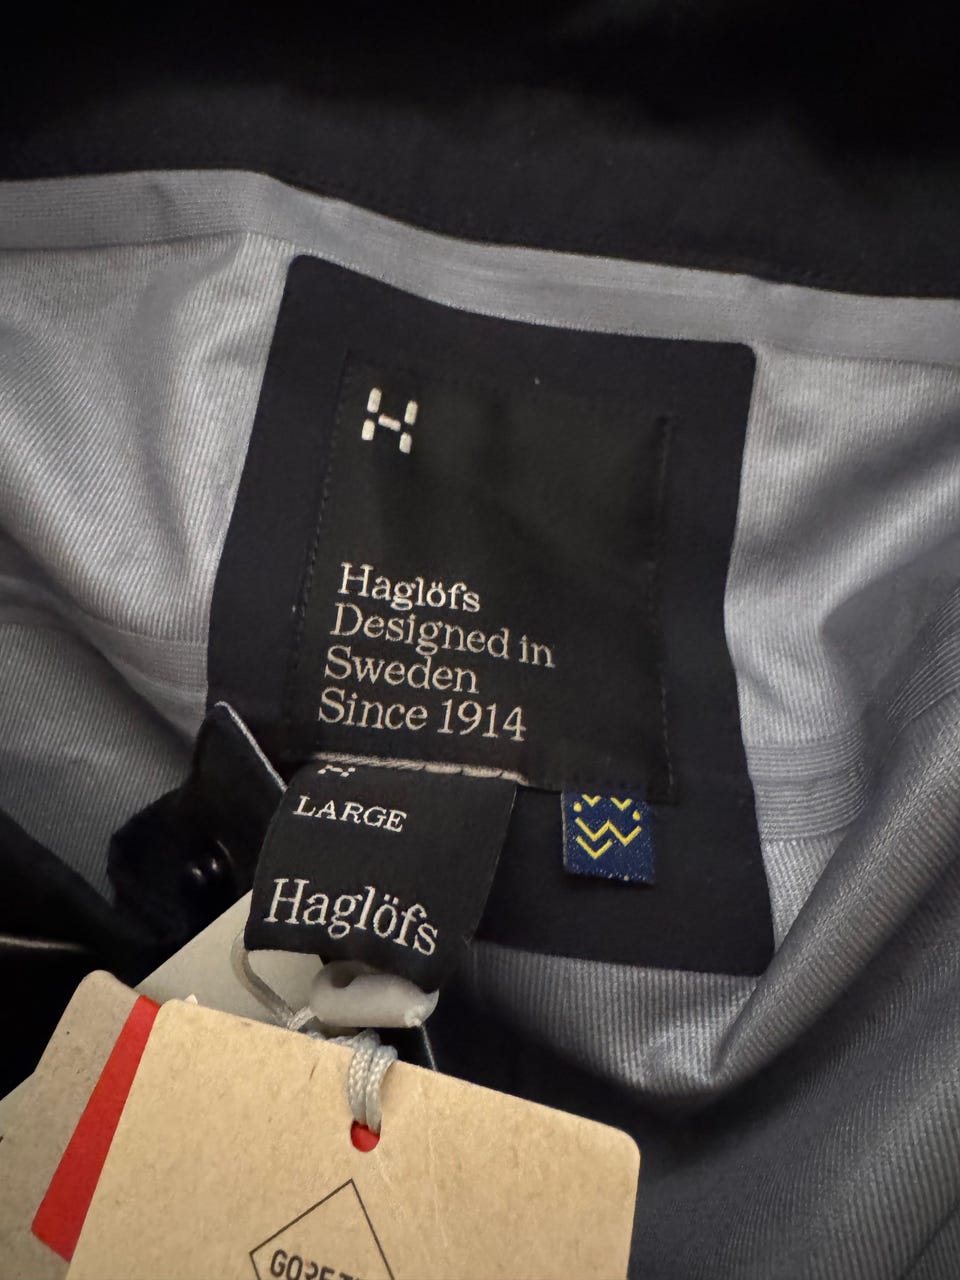 Haglöfs
Designed in
Sweden
Since 1914
LARGE
Haglöfs